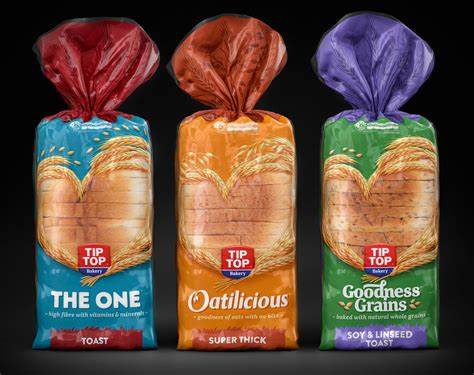 TIP
TOP
Bakery
THE ONE
high fibre with vitamins & minerals
TOAST
TIP
TOP
Bakery
Oatilicious
goodness of oats with no bits
SUPER THICK
TIP
TOP
Bakery
Goodness
Grains
baked with natural whole grains
SOY & LINSEED
TOAST